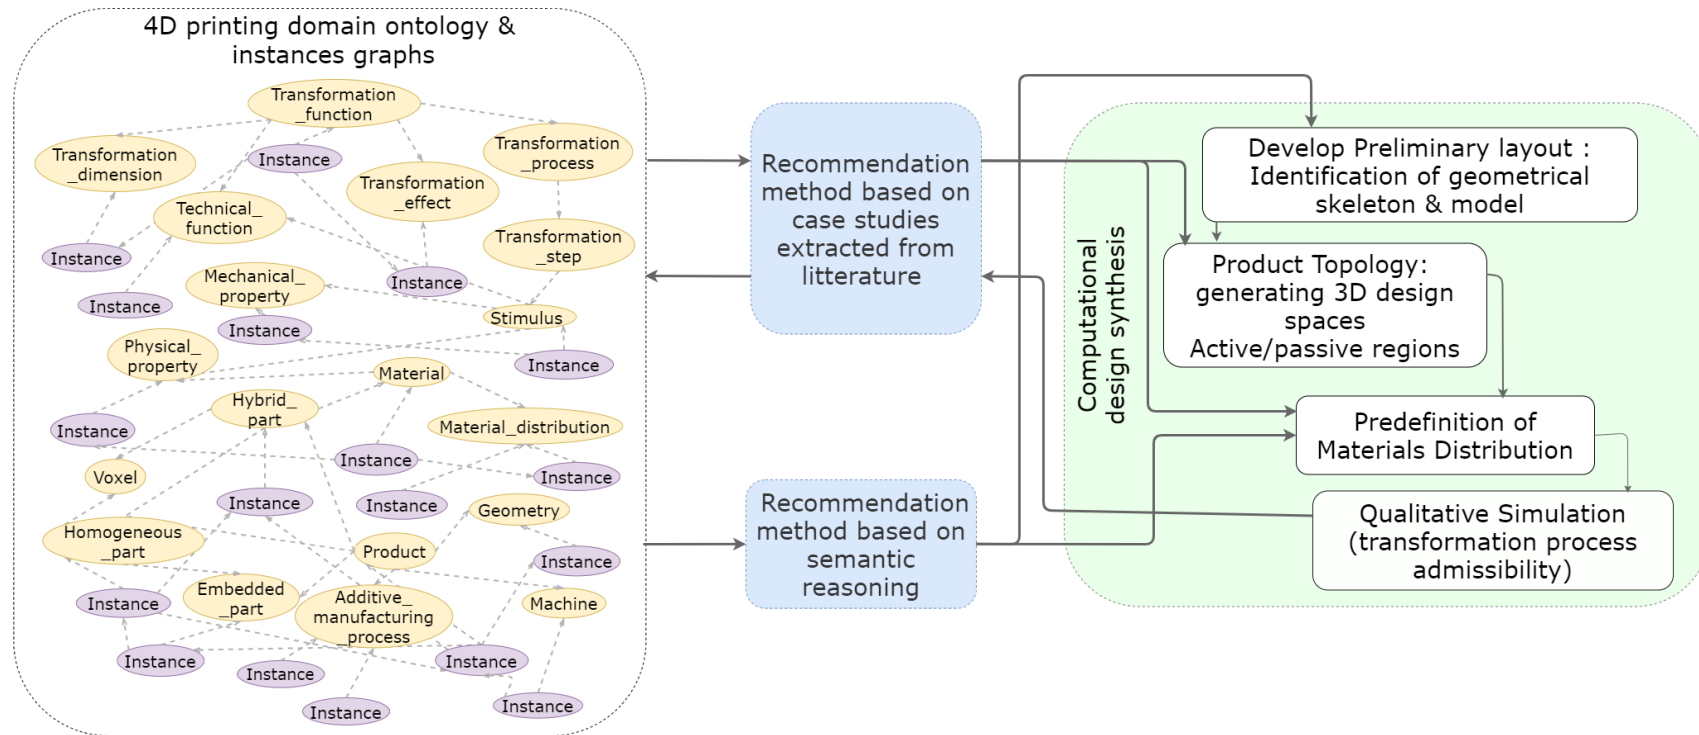 4D printing domain ontology &
instances graphs
Transformation
_function
Transformation
_dimension
Instance
Transformation
_process
Transformation
_effect
Technical_
function
Transformation
_step
Instance
Mechanical_
property
Instance
Instance
Stimulus
Instance
Physical_
property
Instance
Material
Hybrid_
part
Instance
Material_distribution
Instance
Voxel
Instance
Instance
Instance
Geometry
Homogeneous
_part
Product
Instance
Embedded
_part
Instance
Additive_
manufacturing
_process
Machine
Instance
Instance
Instance
Instance
Instance
Recommendation
method based on
case studies
extracted from
litterature
Recommendation
method based on
semantic
reasoning
Computational
design synthesis
Develop Preliminary layout :
Identification of geometrical
skeleton & model
Product Topology:
generating 3D design
spaces
Active/passive regions
Predefinition of
Materials Distribution
Qualitative Simulation
(transformation process
admissibility)